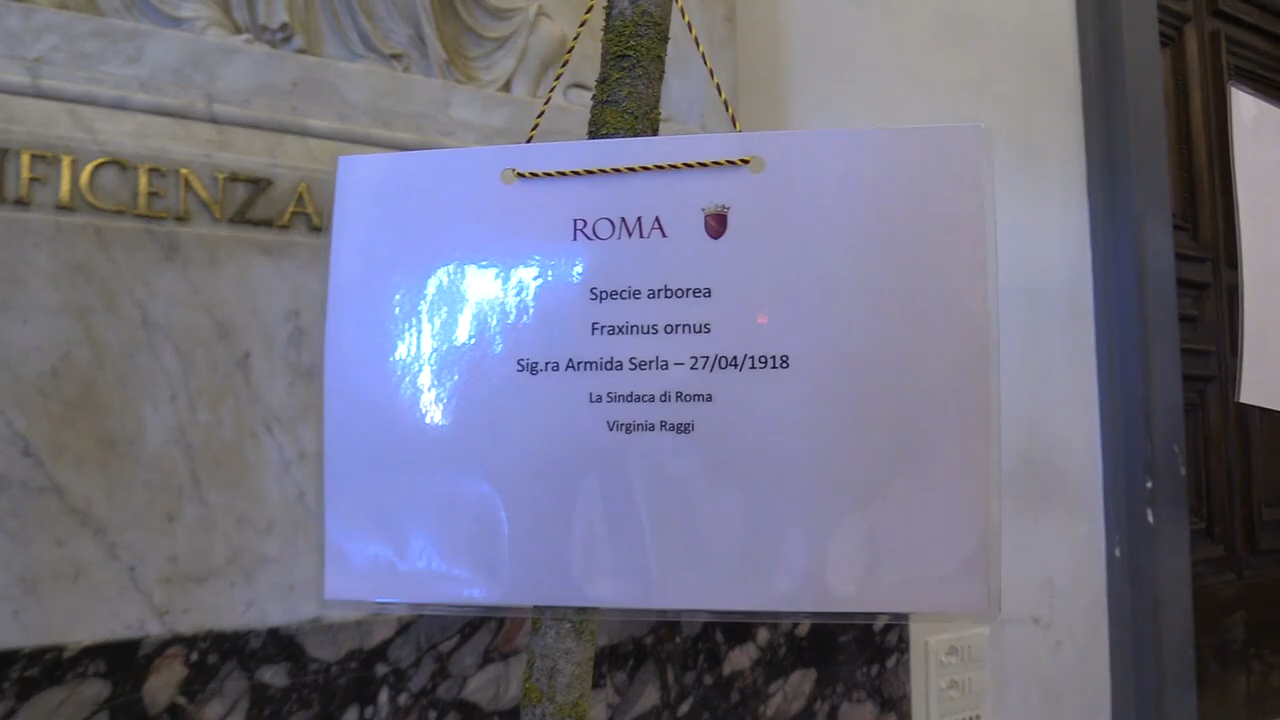 FICENZA
ROMA
Specie arborea
Fraxinus ornus
Sig.ra Armida Serla – 27/04/1918
La Sindaca di Roma
Virginia Raggi